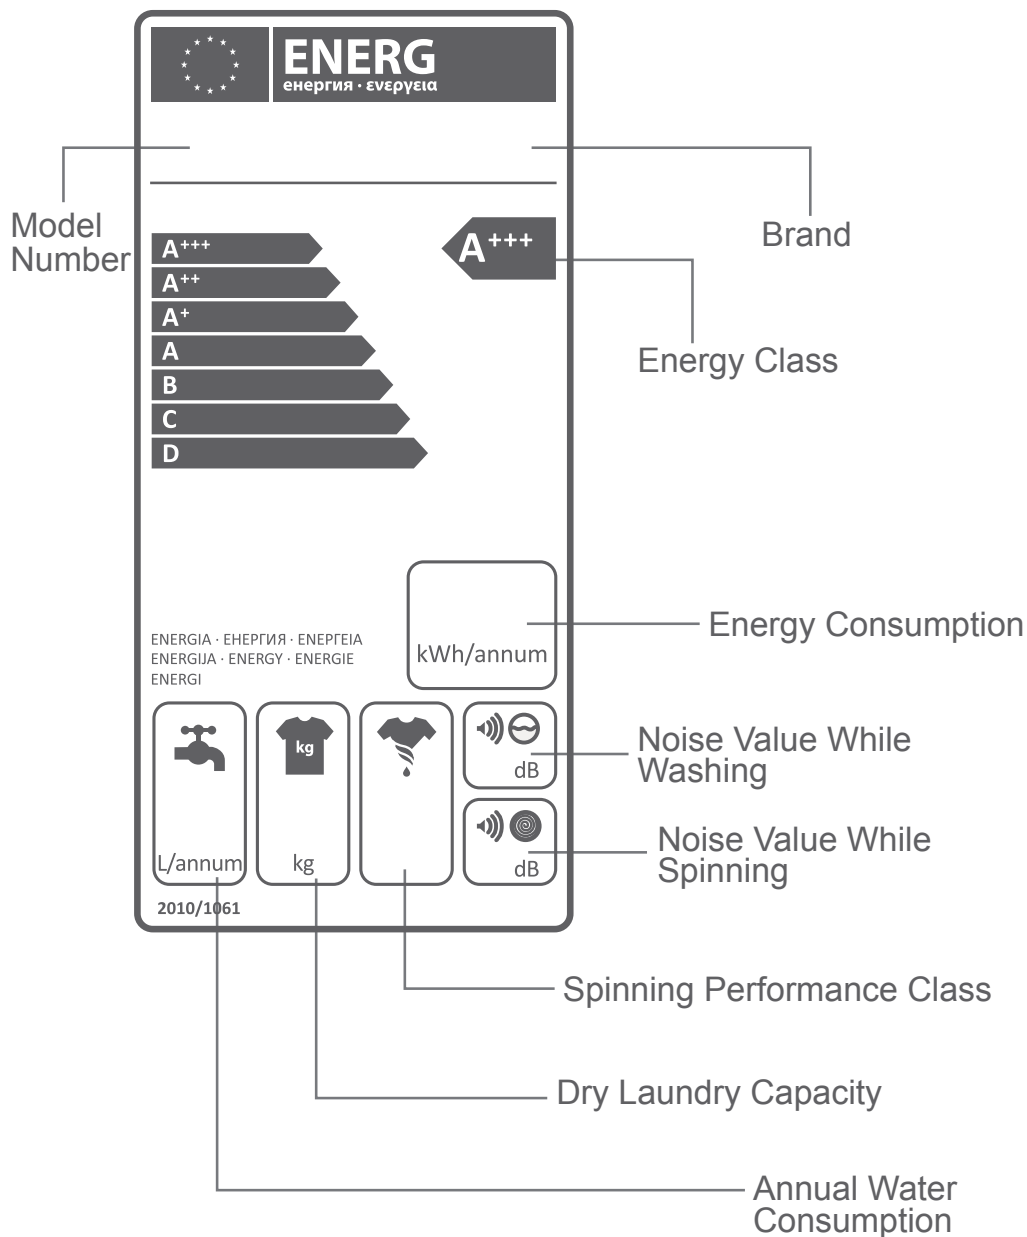 ENERG
енергия · ενεργεια
Model
Number
Brand
A+++
A+++
A++
A+
A
B
C
D
Energy Class
ENERGIA · ЕНЕРГИЯ · ΕΝΕΡΓΕΙΑ
ENERGIJA · ENERGY · ENERGIE
ENERGI
kWh/annum
Energy Consumption
kg
L/annum
kg
dB
Noise Value While
Washing
dB
Noise Value While
Spinning
2010/1061
Spinning Performance Class
Dry Laundry Capacity
Annual Water
Consumption